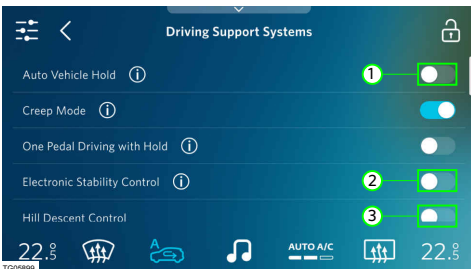 Driving Support Systems
Auto Vehicle Hold i 1
Creep Mode i
One Pedal Driving with Hold i
Electronic Stability Control i 2
Hill Descent Control 3
22.5° A AUTO A/C 22.5°
TG05899